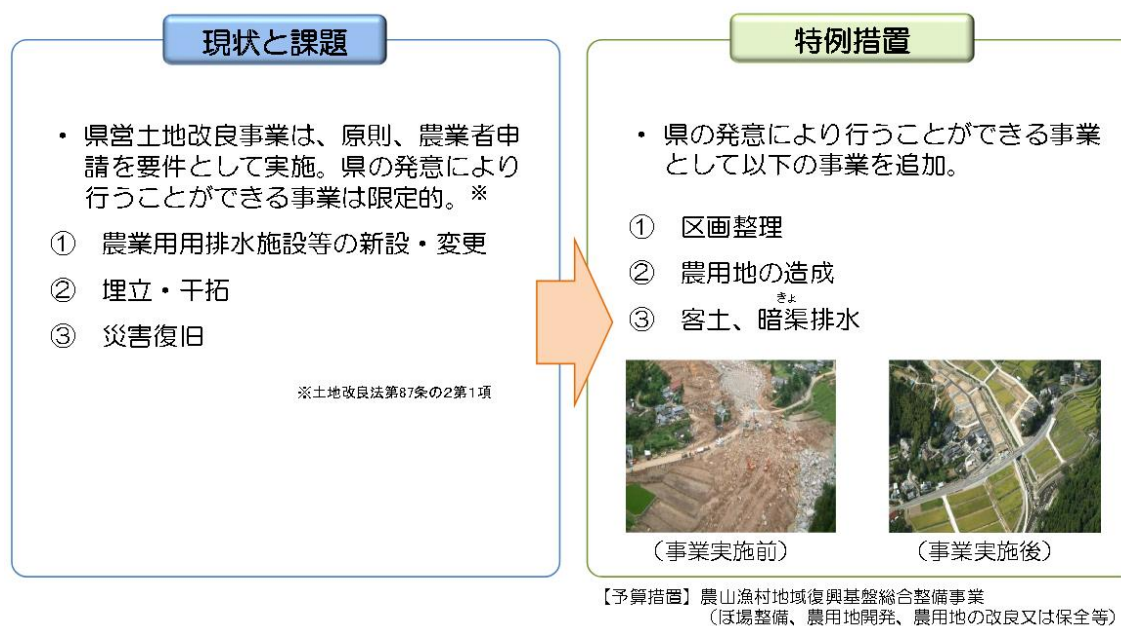 現状と課題
・ 県営土地改良事業は、原則、農業者申
請を要件として実施。県の発意により
行うことができる事業は限定的。※
① 農業用用排水施設等の新設・変更
② 埋立・干拓
③ 災害復旧
※土地改良法第87条の2第1項
特例措置
・ 県の発意により行うことができる事業
として以下の事業を追加。
① 区画整理
② 農用地の造成
きょ
③ 客土、暗渠排水
(事業実施前)
(事業実施後)
【予算措置】農山漁村地域復興基盤総合整備事業
(ほ場整備、農用地開発、農用地の改良又は保全等)